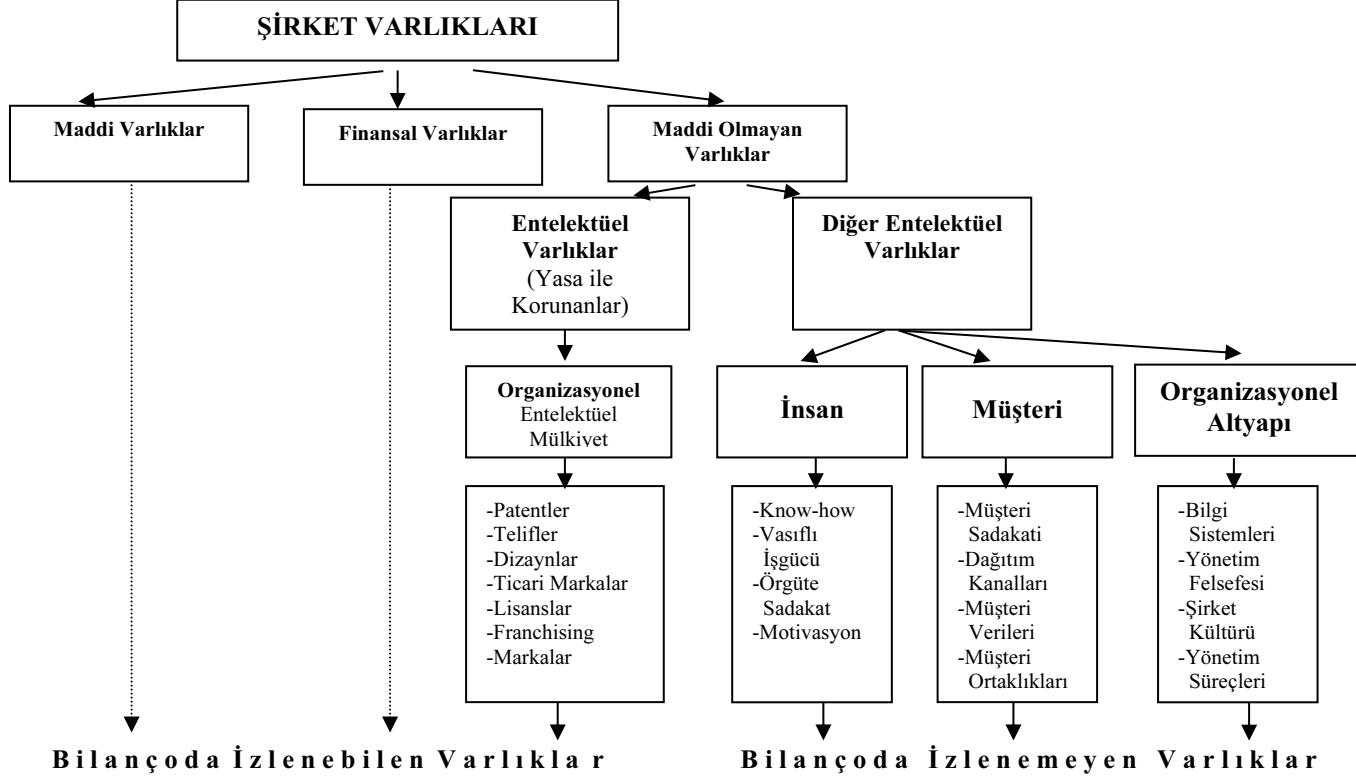 ŞİRKET VARLIKLARI
Maddi Varlıklar
Finansal Varlıklar
Maddi Olmayan
Varlıklar
Entelektüel
Varlıklar
(Yasa ile
Korunanlar)
Diğer Entelektüel
Varlıklar
Organizasyonel
Entelektüel
Mülkivet
İnsan
Müşteri
Organizasyonel
Altyapı
-Patentler
-Telifler
-Dizaynlar
-Ticari Markalar
-Lisanslar
-Franchising
-Markalar
-Know-how
-Vasıflı
İşgücü
-Örgüte
Sadakat
-Motivasyon
-Müşteri
Sadakati
-Dağıtım
Kanalları
-Müşteri
Verileri
-Müşteri
Ortaklıkları
-Bilgi
Sistemleri
-Yönetim
Felsefesi
-Şirket
Kültürü
-Yönetim
Süreçleri
Bilançoda İzlenebilen Varlıklar
Bilançoda İzlenemeyen Varlıklar